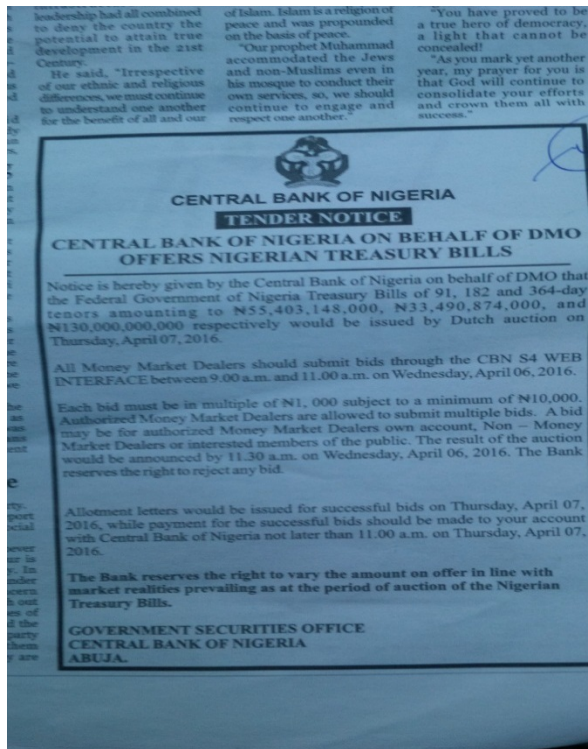 leadership had all combined
to deny the country the
potential to attain true
development in the 21st
Century.
He said, "Irrespective
of our ethnic and religious
differences, we must continue
to understand one another
for the benefit of all and our
of Islam. Islam is a religion of
peace and was propounded
on the basis of peace.
"Our prophet Muhammad
accommodated the Jews
and non-Muslims even in
his mosque to conduct their
own services, so, we should
continue to engage and
respect one another."
"You have proved to be
a true hero of democracy,
a light that cannot be
concealed!
"As you mark yet another
year, my prayer for you is
that God will continue to
consolidate your efforts
and crown them all with
success."
CENTRAL BANK OF NIGERIA
TENDER NOTICE
CENTRAL BANK OF NIGERIA ON BEHALF OF DMO
OFFERS NIGERIAN TREASURY BILLS
Notice is hereby given by the Central Bank of Nigeria on behalf of DMO that
the Federal Government of Nigeria Treasury Bills of 91, 182 and 364-day
tenors amounting to ₦55,403,148,000, ₦33,490,874,000, and
₦130,000,000,000 respectively would be issued by Dutch auction on
Thursday, April 07, 2016.
All Money Market Dealers should submit bids through the CBN S4 WEB
INTERFACE between 9.00 a.m. and 11.00 a.m. on Wednesday, April 06, 2016.
Each bid must be in multiple of ₦1, 000 subject to a minimum of ₦10,000.
Authorized Money Market Dealers are allowed to submit multiple bids. A bid
may be for authorized Money Market Dealers own account, Non – Money
Market Dealers or interested members of the public. The result of the auction
would be announced by 11.30 a.m. on Wednesday, April 06, 2016. The Bank
reserves the right to reject any bid.
Allotment letters would be issued for successful bids on Thursday, April 07,
2016, while payment for the successful bids should be made to your account
with Central Bank of Nigeria not later than 11.00 a.m. on Thursday, April 07,
2016.
The Bank reserves the right to vary the amount on offer in line with
market realities prevailing as at the period of auction of the Nigerian
Treasury Bills.
GOVERNMENT SECURITIES OFFICE
CENTRAL BANK OF NIGERIA
ABUJA.